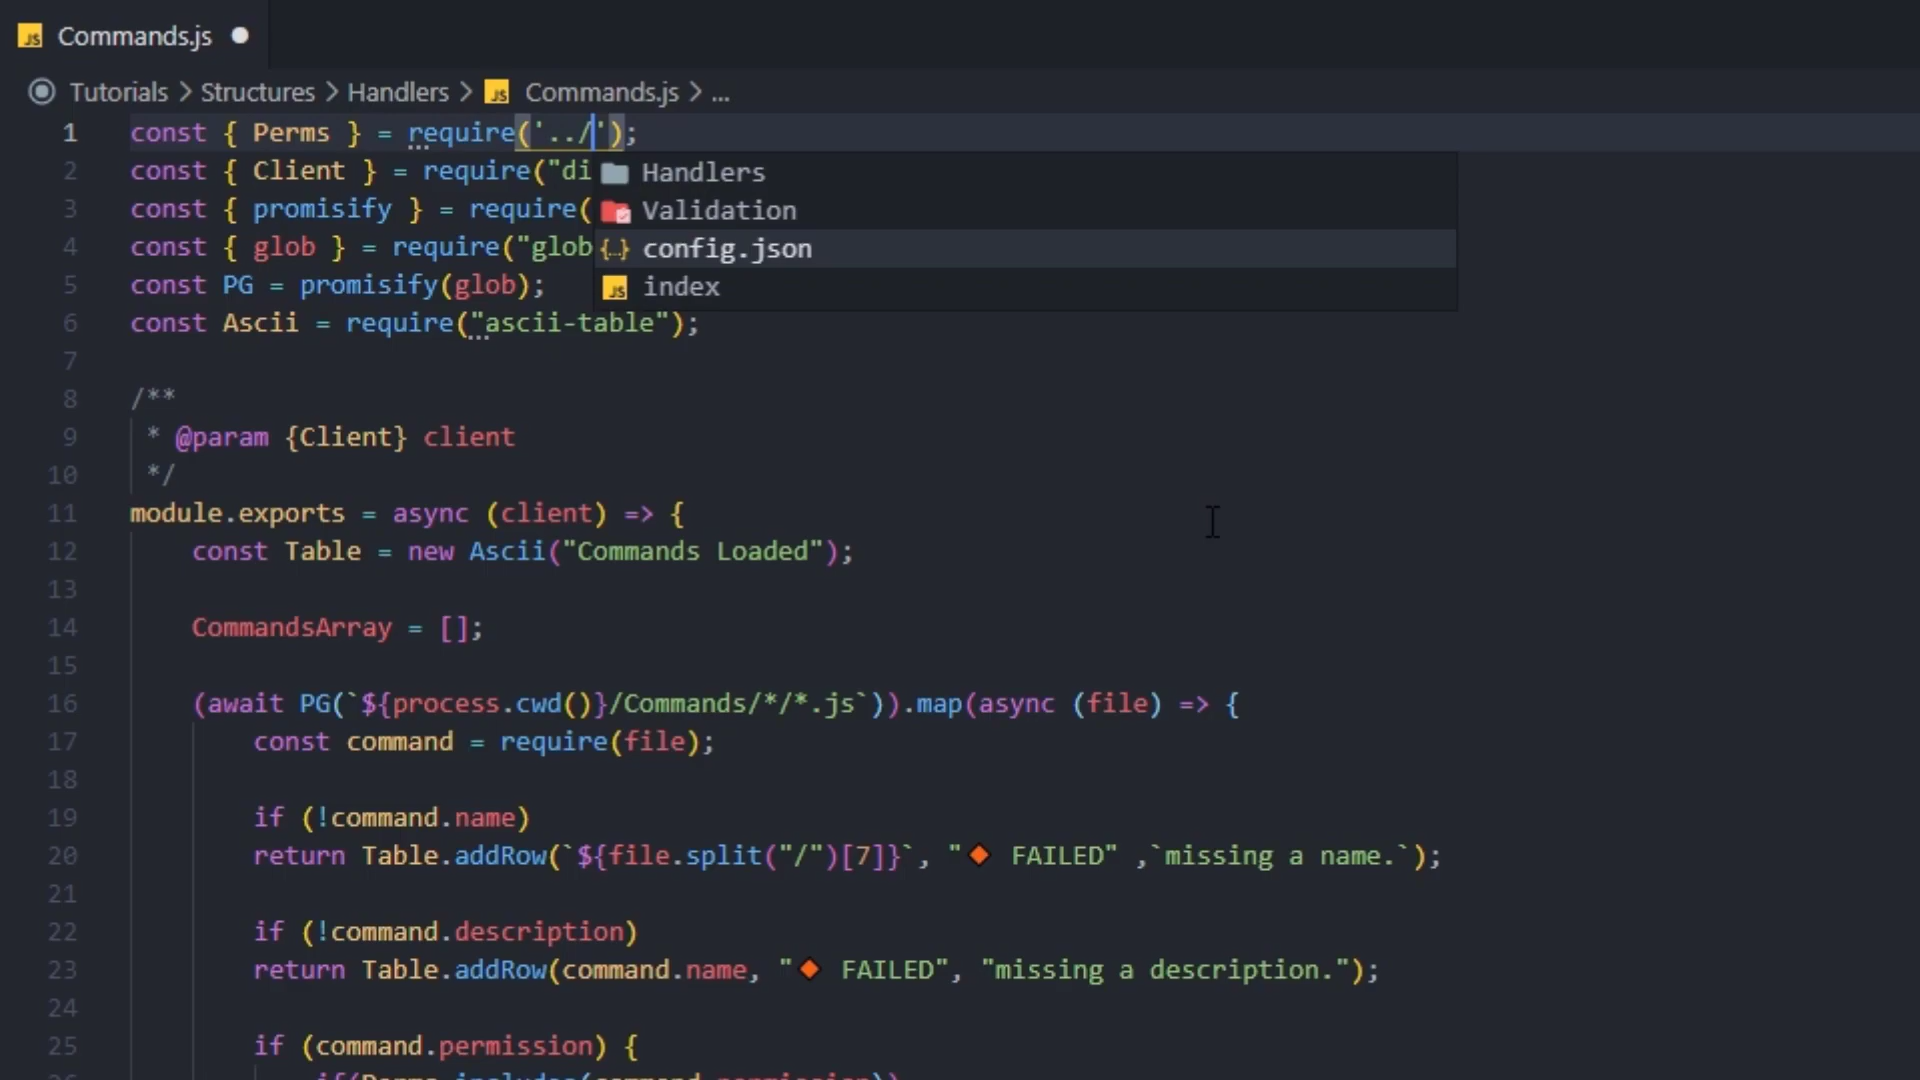 JS Commands.js
Tutorials > Structures > Handlers > JS Commands.js > ...
1 const { Perms } = require('../');
2 const { Client } = require("di
Handlers
3 const { promisify } = require(
Validation
4 const { glob } = require("glob
{..} config.json
5 const PG = promisify(glob);
JS index
6 const Ascii = require("ascii-table");
7
8 /**
9 * @param {Client} client
10 */
11 module.exports = async (client) => {
12 const Table = new Ascii("Commands Loaded");
13
14 CommandsArray = [];
15
16 (await PG(`${process.cwd()}/Commands/*/*.js`)).map(async (file) => {
17 const command = require(file);
18
19 if (!command.name)
20 return Table.addRow(`${file.split("/")[7]}`, "🔶 FAILED" ,`missing a name.`);
21
22 if (!command.description)
23 return Table.addRow(command.name, "🔶 FAILED", "missing a description.");
24
25 if (command.permission) {